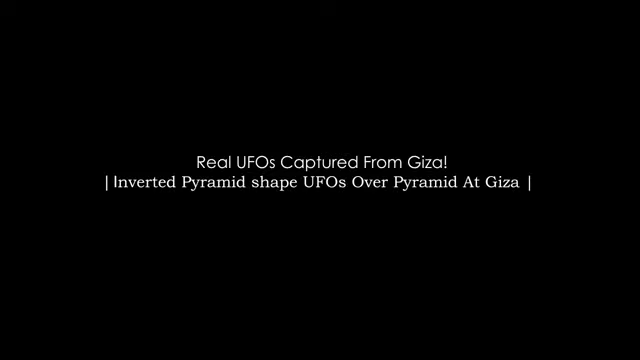 Real UFOs Captured From Giza!
| Inverted Pyramid shape UFOs Over Pyramid At Giza |